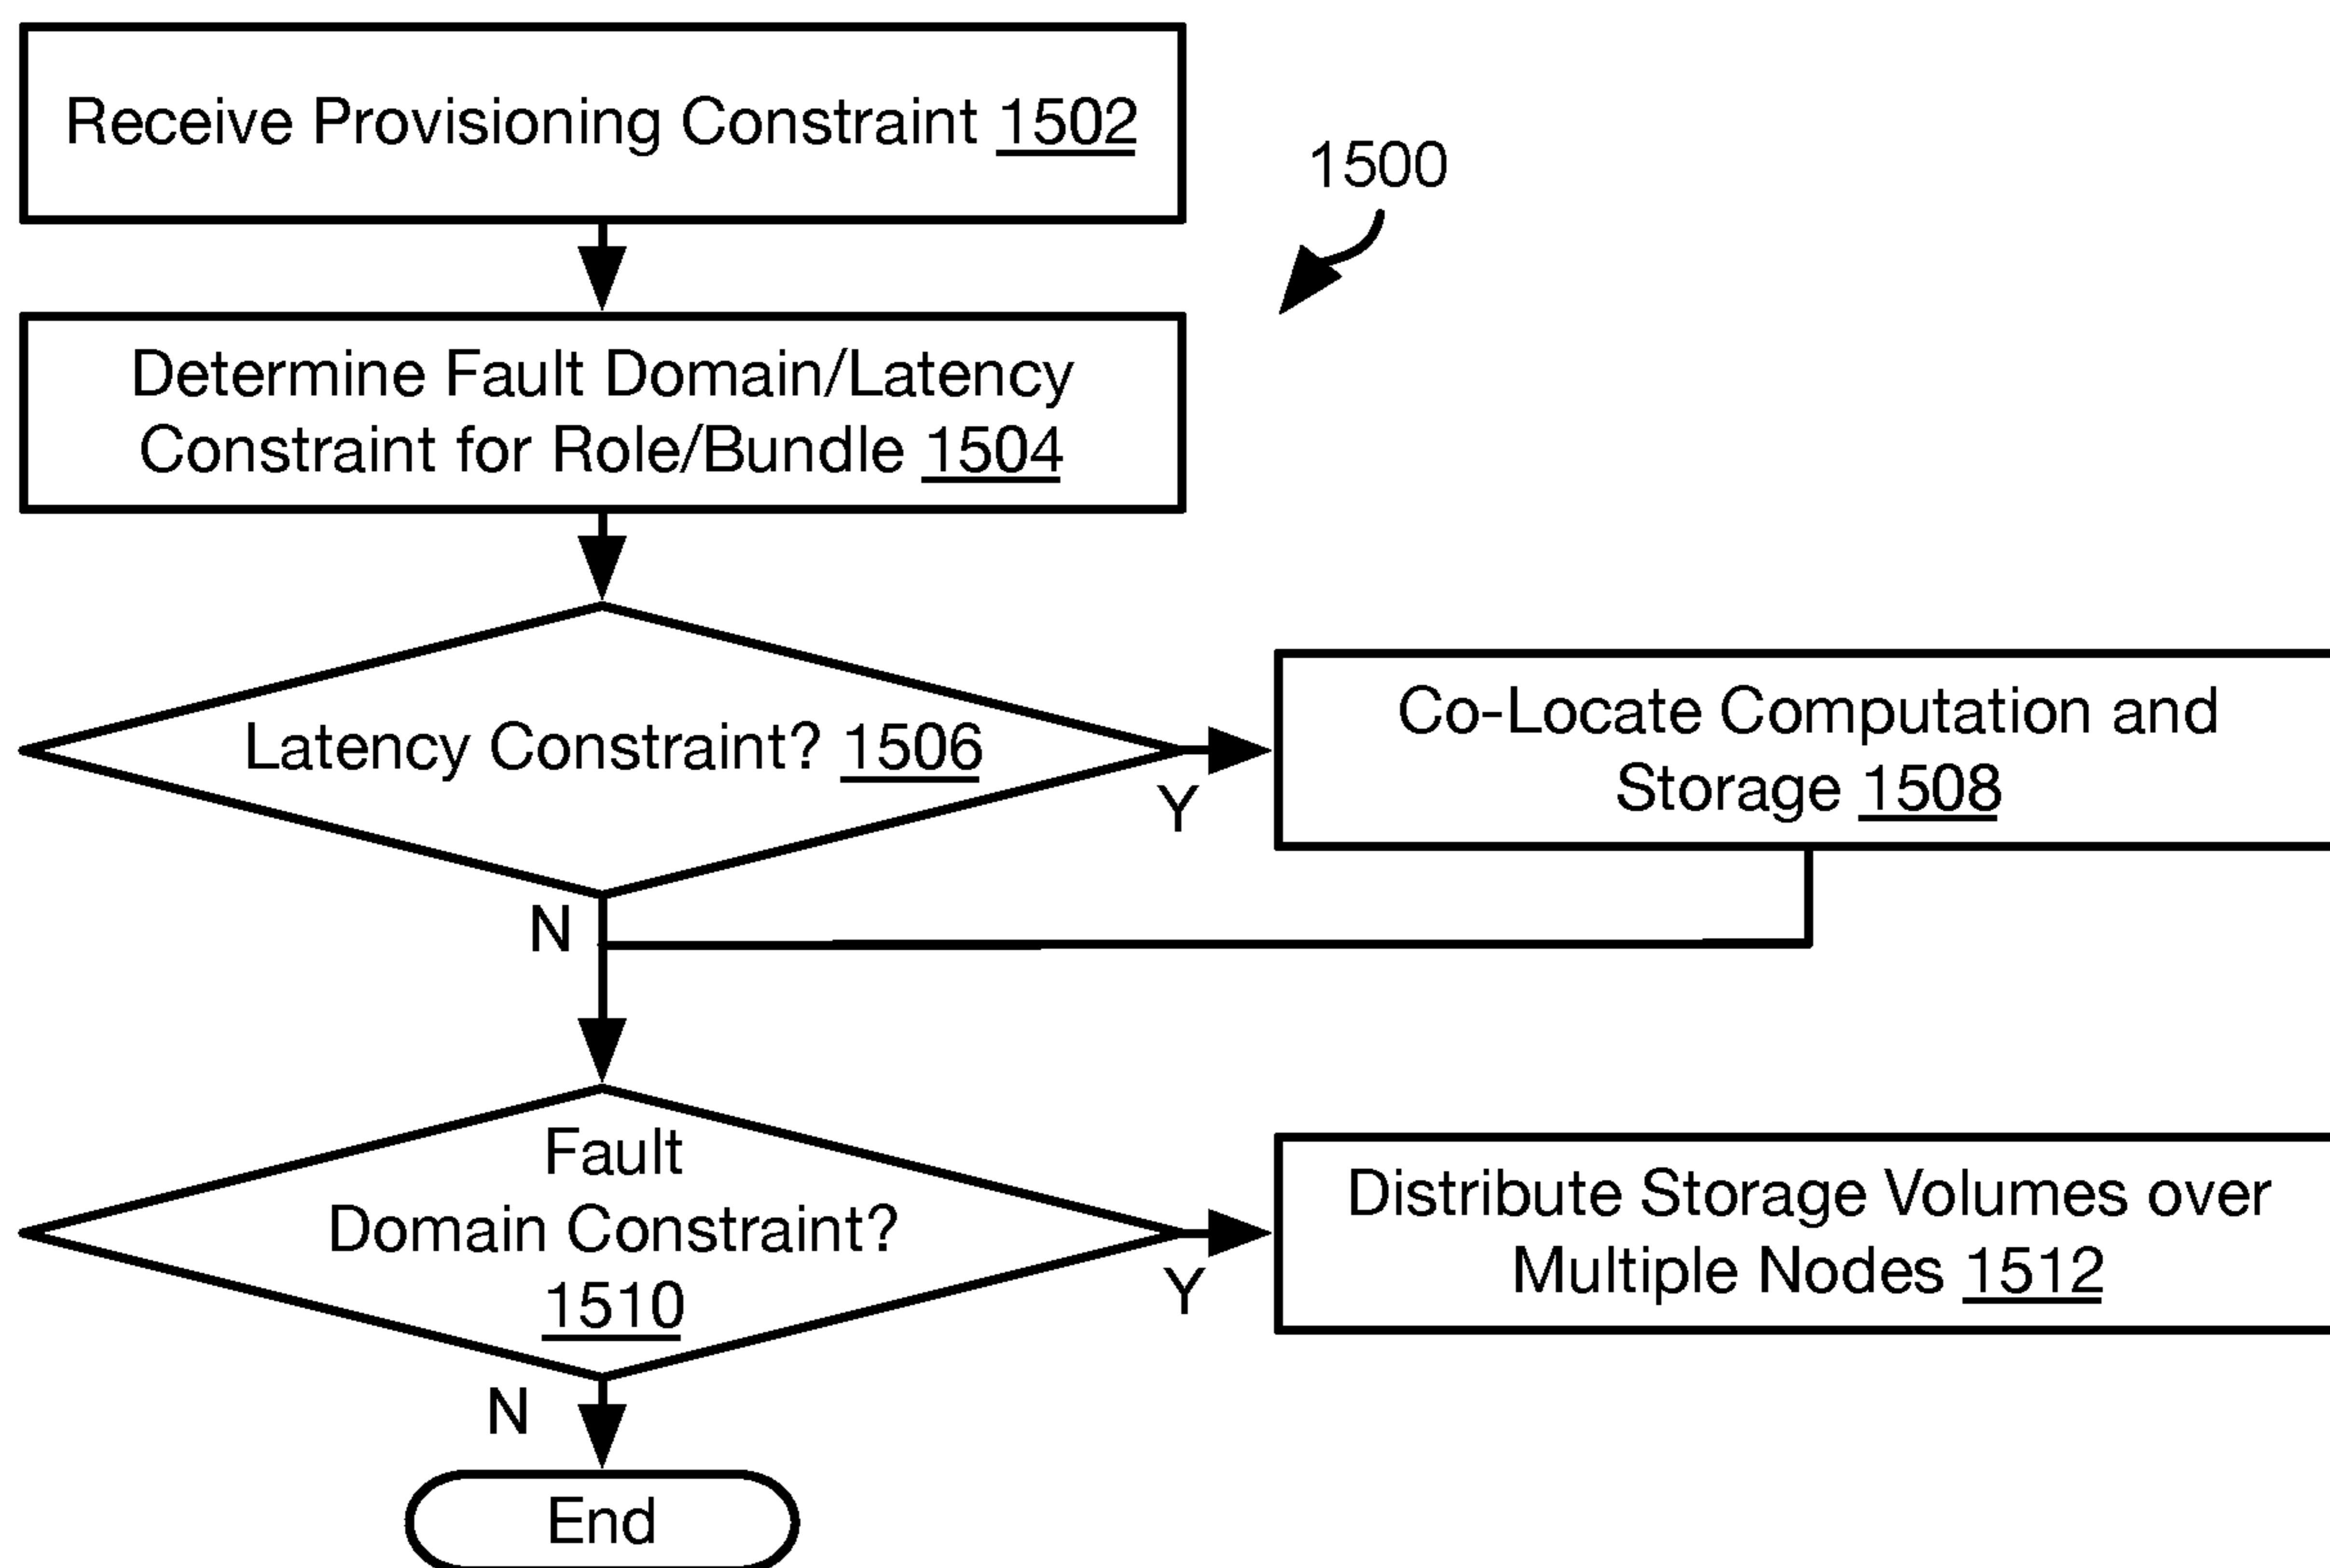 Receive Provisioning Constraint 1502
1500
Determine Fault Domain/Latency
Constraint for Role/Bundle 1504
Latency Constraint? 1506
Y
Co-Locate Computation and
Storage 1508
N
Fault
Domain Constraint?
1510
Y
Distribute Storage Volumes over
Multiple Nodes 1512
N
End